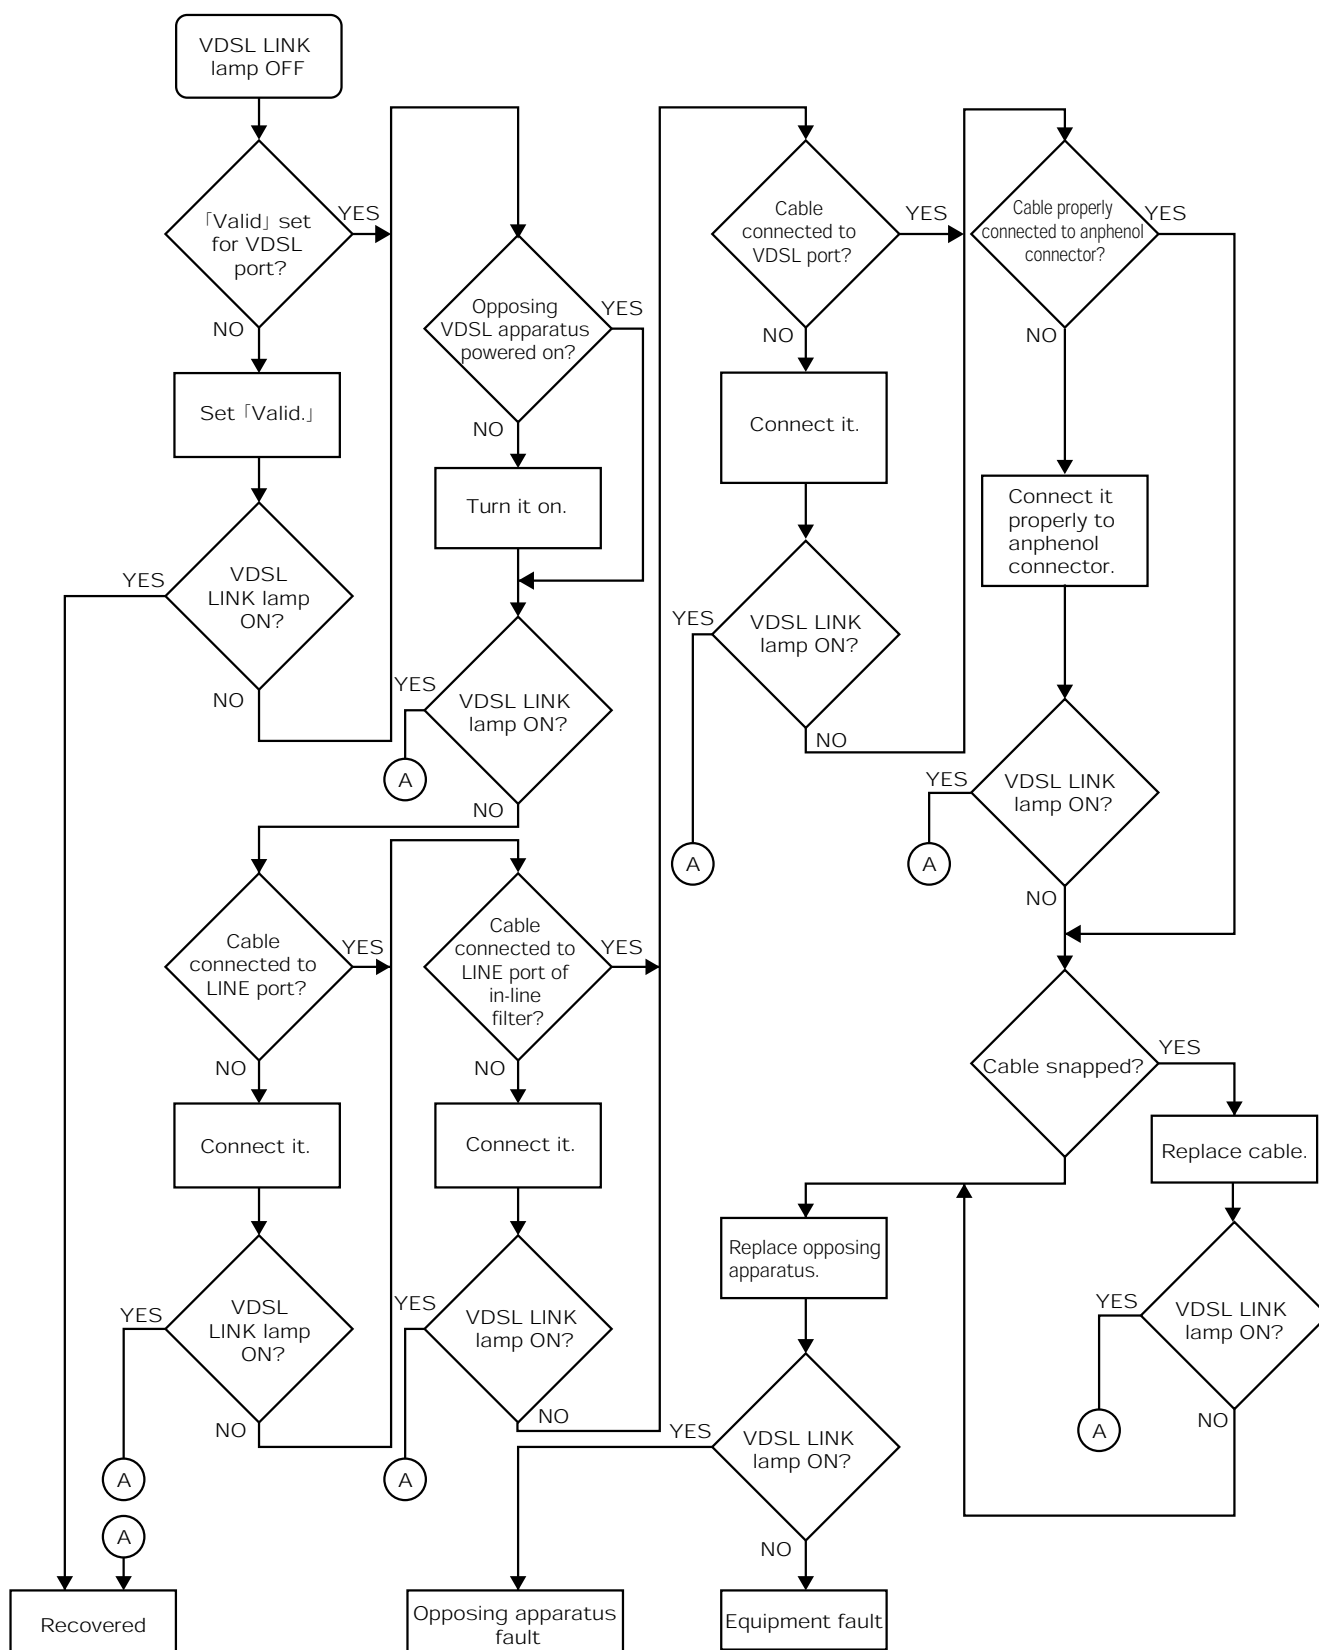 VDSL LINK
lamp OFF
「Valid」 set
for VDSL
port?
YES
NO
Set 「Valid.」
VDSL
LINK lamp
ON?
YES
NO
Opposing
VDSL apparatus
powered on?
YES
NO
Turn it on.
VDSL LINK
lamp ON?
YES
A
NO
Cable
connected to
LINE port?
YES
NO
Connect it.
VDSL
LINK lamp
ON?
YES
NO
A
A
Recovered
Cable
connected to
LINE port of
in-line
filter?
YES
NO
Connect it.
VDSL LINK
lamp ON?
YES
NO
A
Cable
connected to
VDSL port?
YES
NO
Connect it.
VDSL LINK
lamp ON?
YES
NO
A
Cable properly
connected to anphenol
connector?
YES
NO
Connect it
properly to
anphenol
connector.
VDSL LINK
lamp ON?
YES
A
NO
Cable snapped?
YES
Replace cable.
VDSL LINK
lamp ON?
YES
NO
A
Replace opposing
apparatus.
VDSL LINK
lamp ON?
YES
NO
Opposing apparatus
fault
Equipment fault